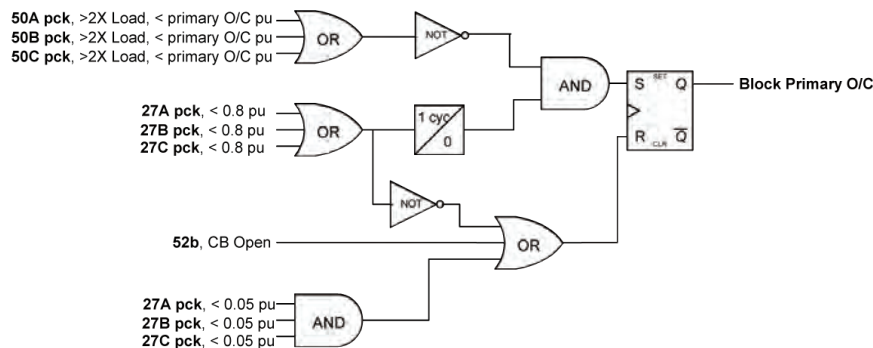 50A pck, >2X Load, < primary O/C pu
50B pck, >2X Load, < primary O/C pu
50C pck, >2X Load, < primary O/C pu
OR
NOT
AND
S SET Q
R CLR Q̅
Block Primary O/C
27A pck, < 0.8 pu
27B pck, < 0.8 pu
27C pck, < 0.8 pu
OR
1 cyc
0
NOT
52b, CB Open
OR
27A pck, < 0.05 pu
27B pck, < 0.05 pu
27C pck, < 0.05 pu
AND